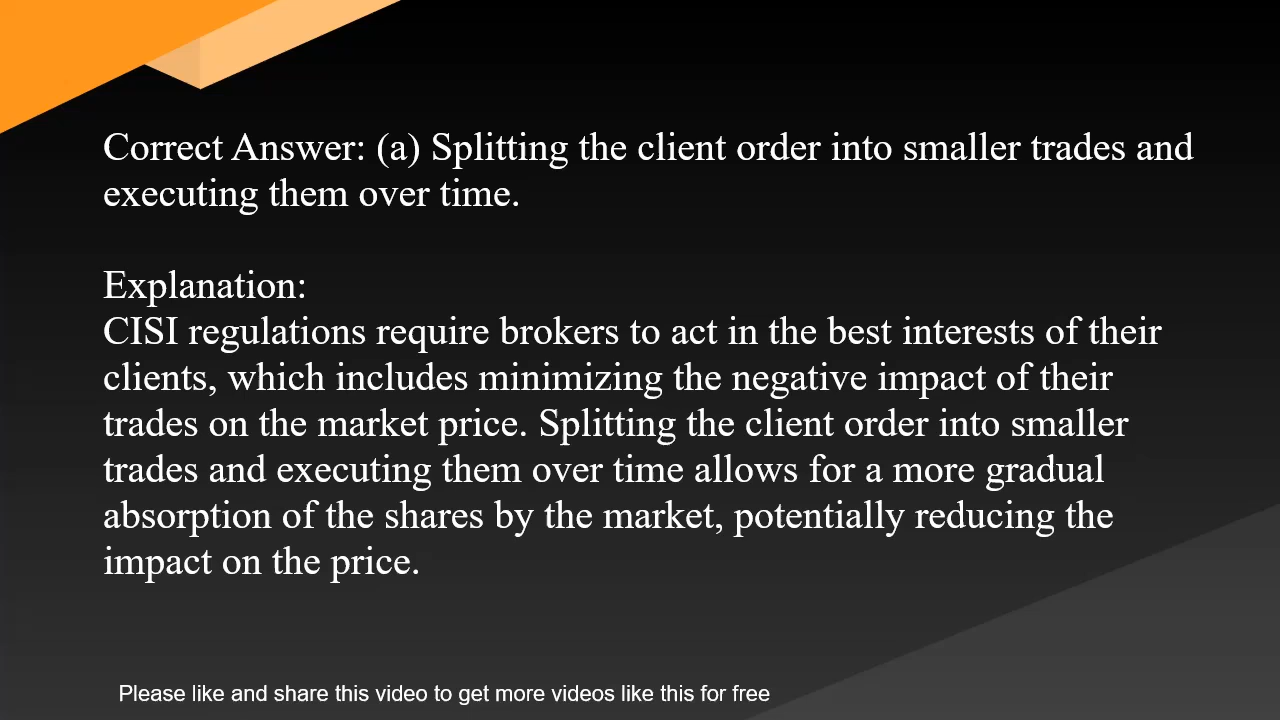 Correct Answer: (a) Splitting the client order into smaller trades and
executing them over time.
Explanation:
CISI regulations require brokers to act in the best interests of their
clients, which includes minimizing the negative impact of their
trades on the market price. Splitting the client order into smaller
trades and executing them over time allows for a more gradual
absorption of the shares by the market, potentially reducing the
impact on the price.
Please like and share this video to get more videos like this for free